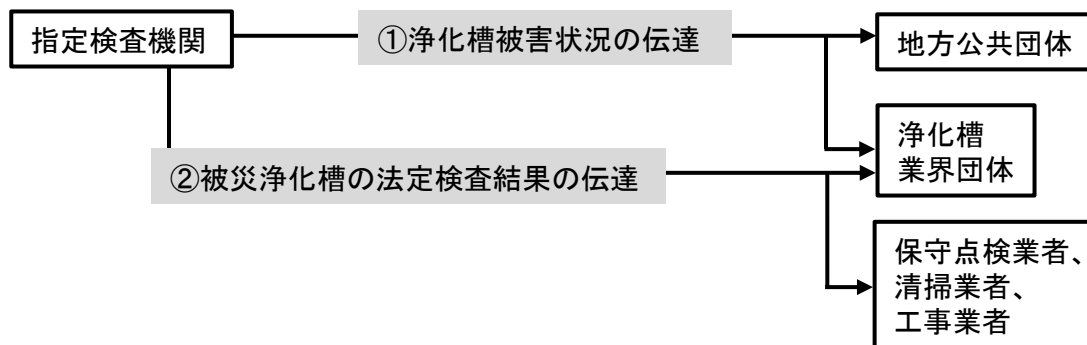 指定検査機関
①浄化槽被害状況の伝達
地方公共団体
浄化槽
業界団体
②被災浄化槽の法定検査結果の伝達
保守点検業者、
清掃業者、
工事業者